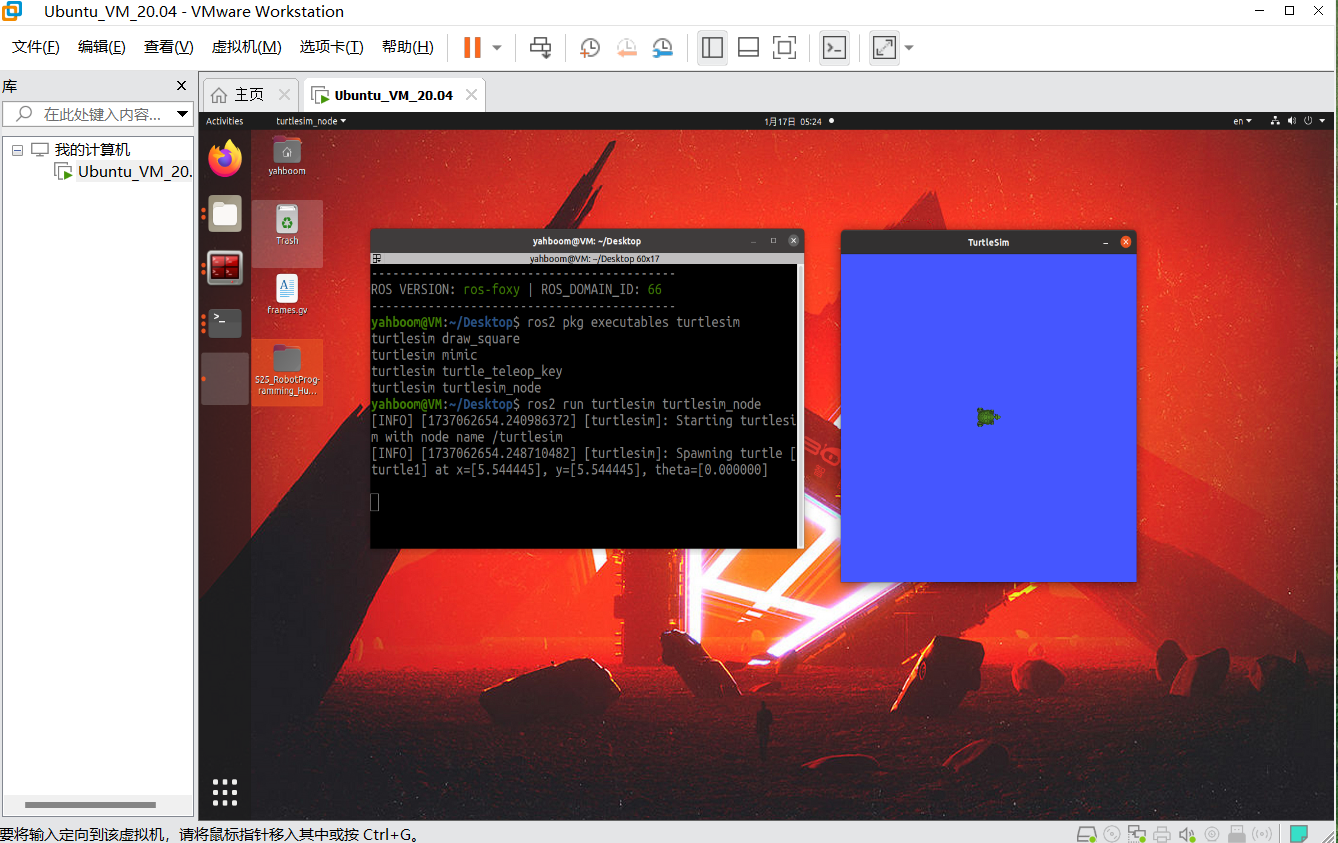 Ubuntu_VM_20.04 - VMware Workstation
文件(F) 编辑(E) 查看(V) 虚拟机(M) 选项卡(T) 帮助(H)
库
主页
Ubuntu_VM_20.04
在此处键入内容...
我的计算机
Ubuntu_VM_20.
Activities
turtlesim_node
1月17日 05:24
en
yahboom
Trash
frames.gv
S25_RobotProg-
ramming_Hu...
yahboom@VM: ~/Desktop
yahboom@VM: ~/Desktop 60x17
---------------------------------------
ROS VERSION: ros-foxy | ROS_DOMAIN_ID: 66
---------------------------------------
yahboom@VM:~/Desktop$ ros2 pkg executables turtlesim
turtlesim draw_square
turtlesim mimic
turtlesim turtle_teleop_key
turtlesim turtlesim_node
yahboom@VM:~/Desktop$ ros2 run turtlesim turtlesim_node
[INFO] [1737062654.240986372] [turtlesim]: Starting turtlesi
m with node name /turtlesim
[INFO] [1737062654.248710482] [turtlesim]: Spawning turtle [
turtle1] at x=[5.544445], y=[5.544445], theta=[0.000000]
TurtleSim
要将输入定向到该虚拟机，请将鼠标指针移入其中或按 Ctrl+G。